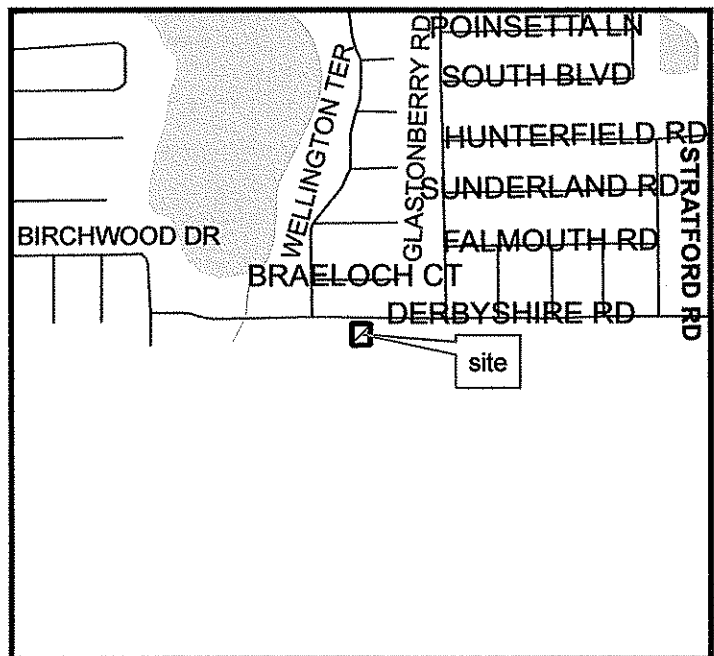 POINSETTA LN
WELLINGTON TER
GLASTONBERRY RD
SOUTH BLVD
HUNTERFIELD RD
SUNDERLAND RD
STRATFORD RD
BIRCHWOOD DR
FALMOUTH RD
BRAELOCH CT
DERBYSHIRE RD
site